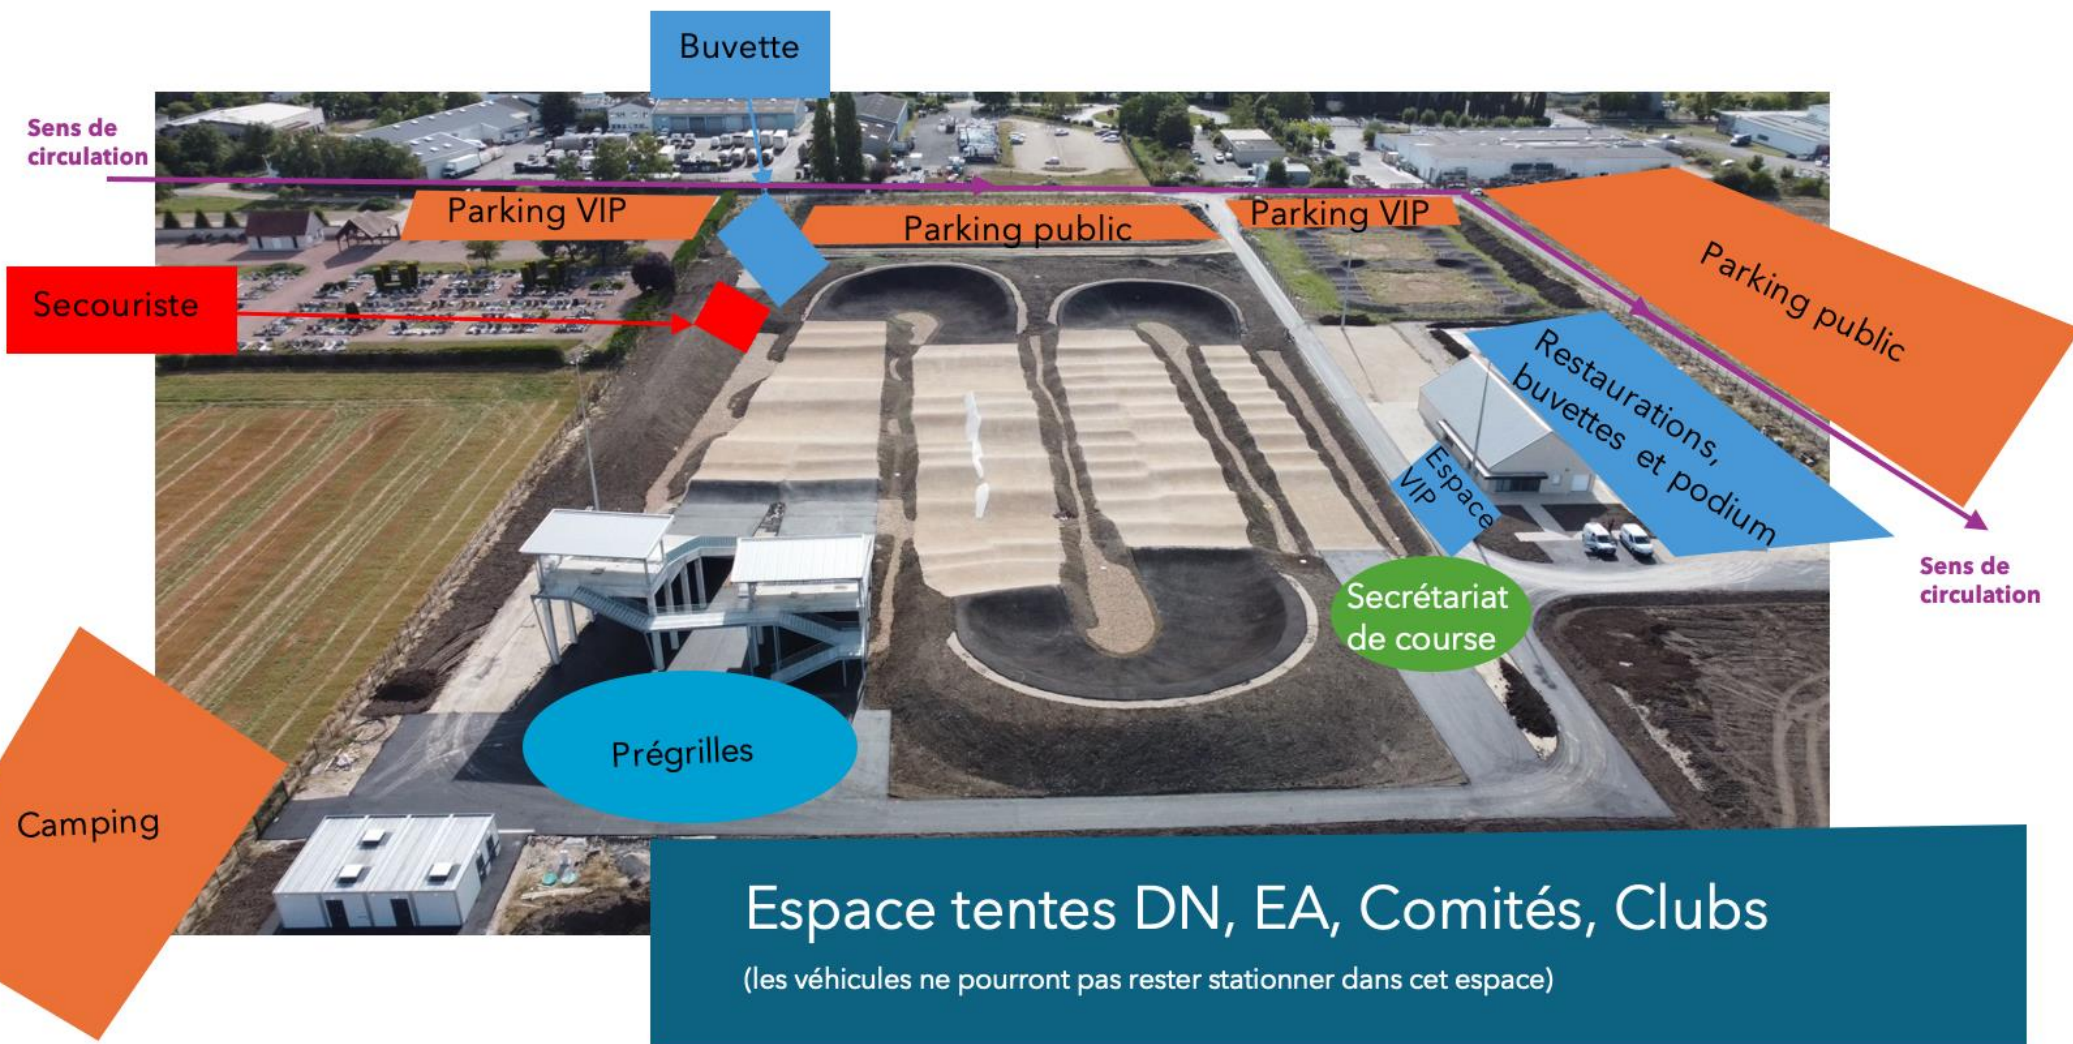 Buvette
Sens de
circulation
Parking VIP
Parking public
Parking VIP
Parking public
Secouriste
Restaurations,
buvettes et podium
Espace
VIP
Sens de
circulation
Secrétariat
de course
Prégrilles
Camping
Espace tentes DN, EA, Comités, Clubs
(les véhicules ne pourront pas rester stationner dans cet espace)